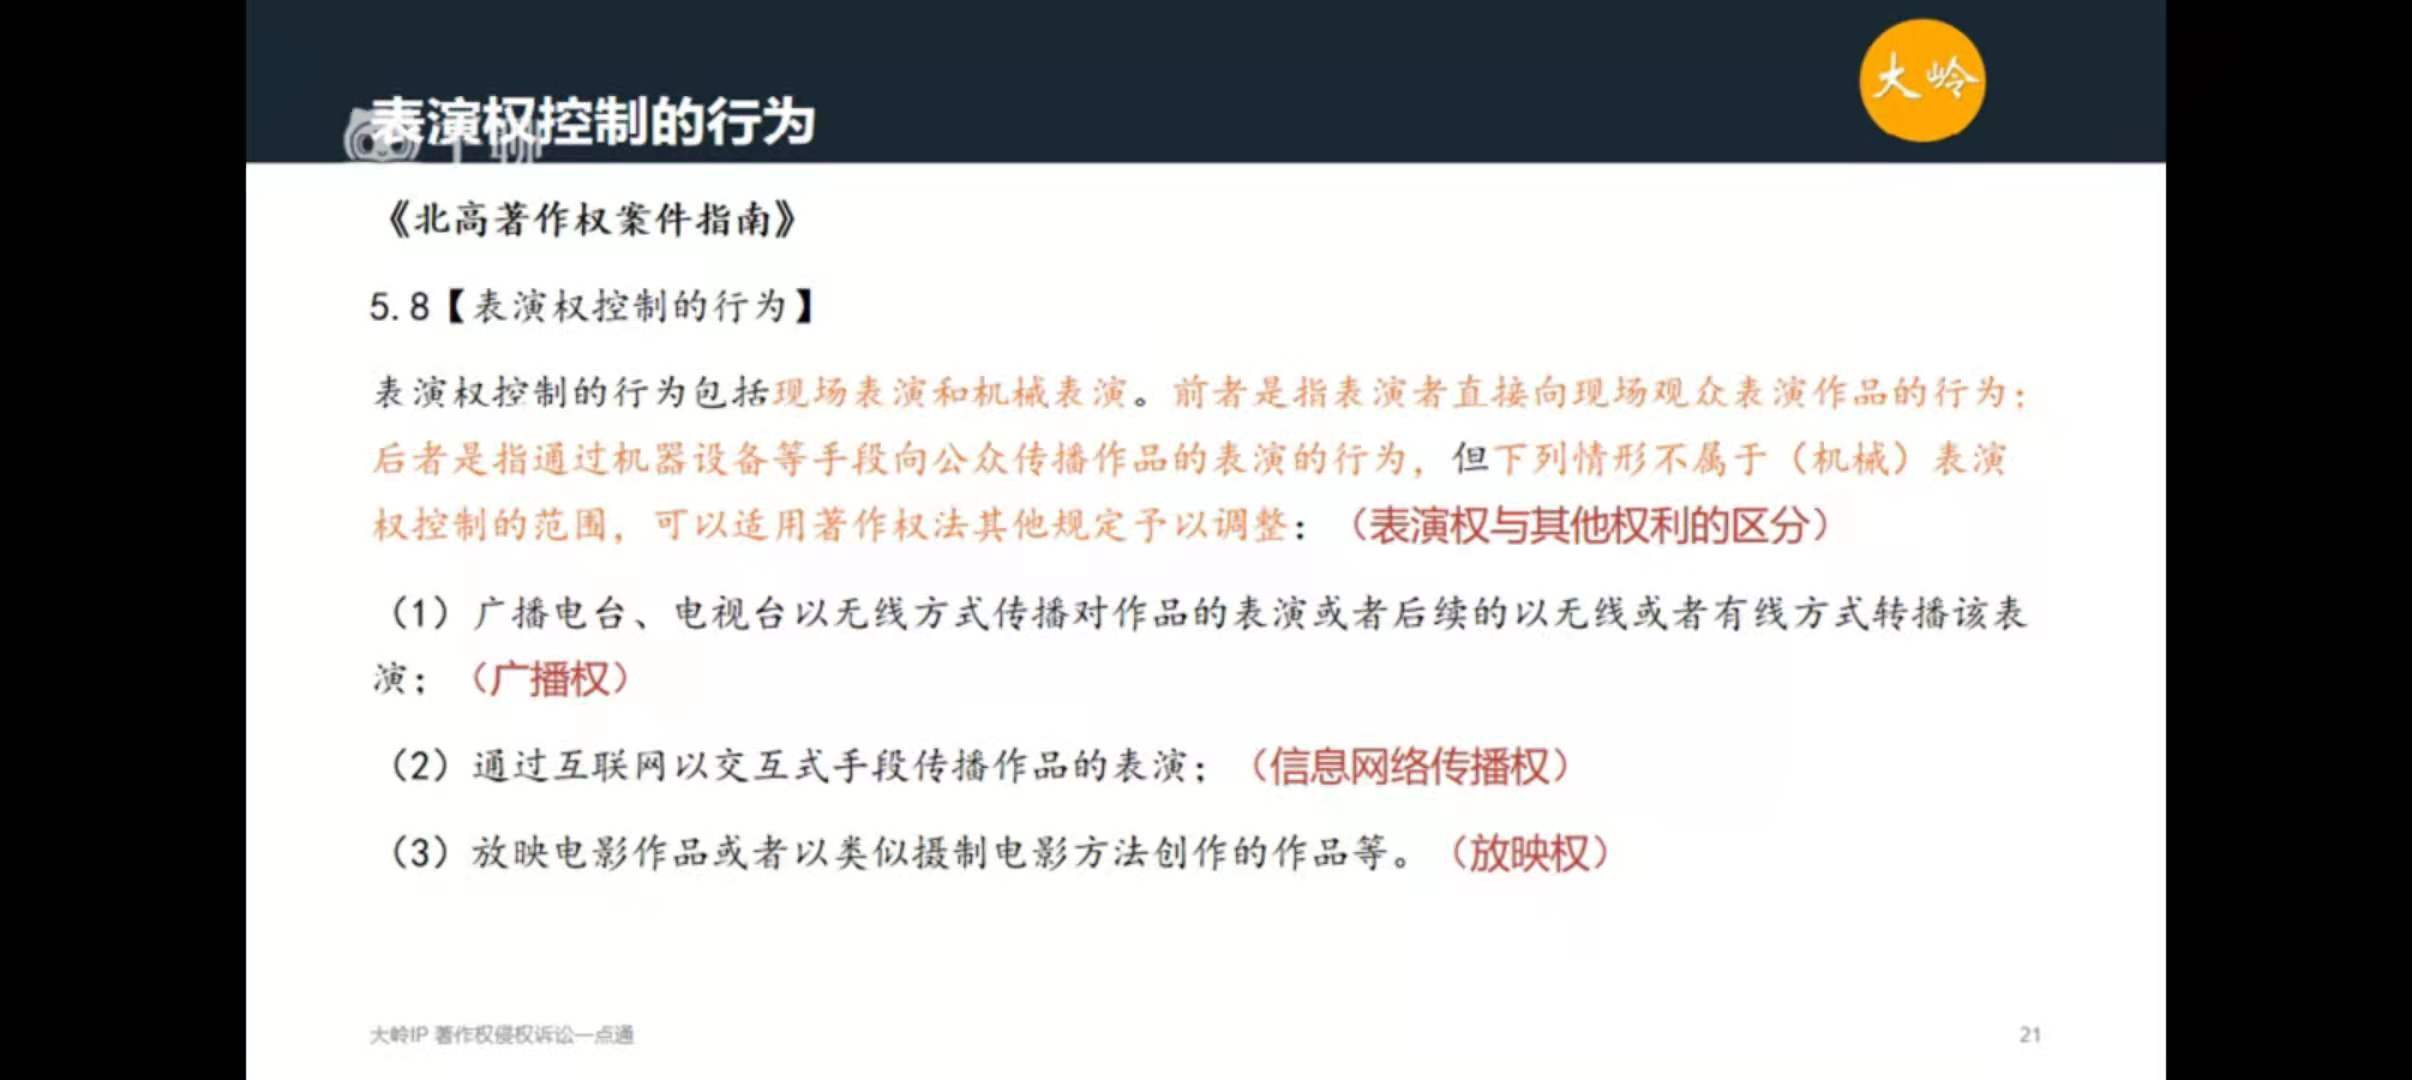 大岭
表演权控制的行为
《北高著作权案件指南》
5.8【表演权控制的行为】
表演权控制的行为包括现场表演和机械表演。前者是指表演者直接向现场观众表演作品的行为；
后者是指通过机器设备等手段向公众传播作品的表演的行为，但下列情形不属于（机械）表演
权控制的范围，可以适用著作权法其他规定予以调整：（表演权与其他权利的区分）
（1）广播电台、电视台以无线方式传播对作品的表演或者后续的以无线或者有线方式转播该表
演；（广播权）
（2）通过互联网以交互式手段传播作品的表演；（信息网络传播权）
（3）放映电影作品或者以类似摄制电影方法创作的作品等。（放映权）
大岭IP 著作权侵权诉讼一点通
21